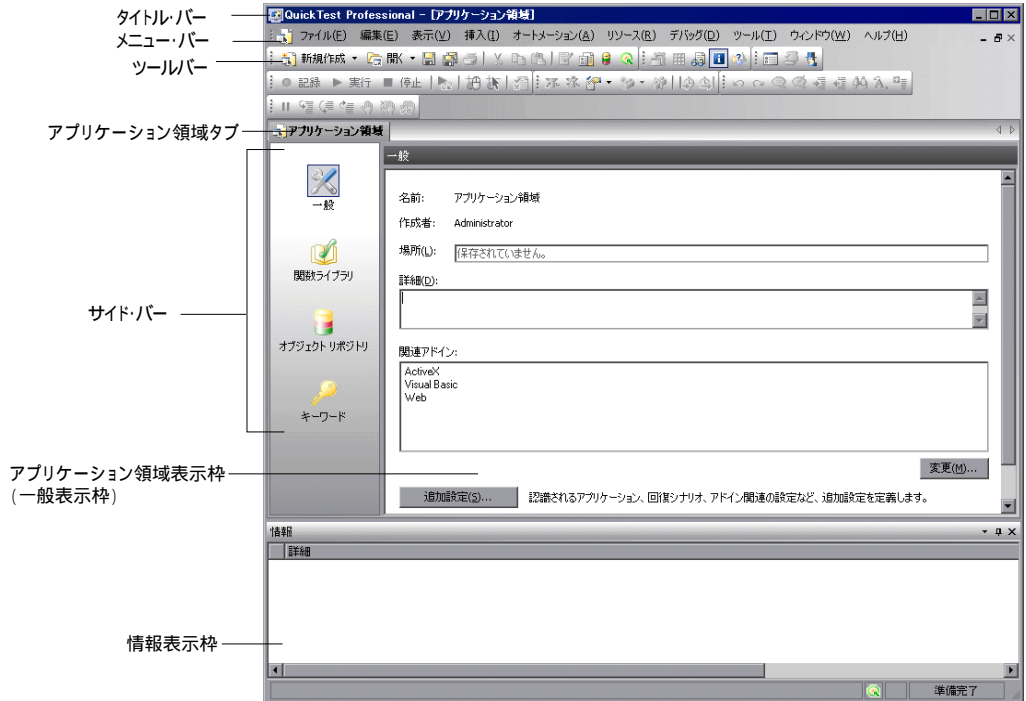 タイトル・バー
QuickTest Professional - [アプリケーション領域]
メニュー・バー
ファイル(F) 編集(E) 表示(V) 挿入(I) オートメーション(A) リソース(R) デバッグ(D) ツール(T) ウィンドウ(W) ヘルプ(H)
ツールバー
新規作成 開く
記録 実行 停止
アプリケーション領域タブ
アプリケーション領域
一般
一般
名前: アプリケーション領域
作成者: Administrator
場所(L): 保存されていません。
関数ライブラリ
詳細(D):
サイド・バー
オブジェクト リポジトリ
関連アドイン:
ActiveX
Visual Basic
Web
キーワード
アプリケーション領域表示枠
(一般表示枠)
変更(M)...
追加設定(S)... 認識されるアプリケーション、回復シナリオ、アドイン関連の設定など、追加設定を定義します。
情報
詳細
情報表示枠
準備完了